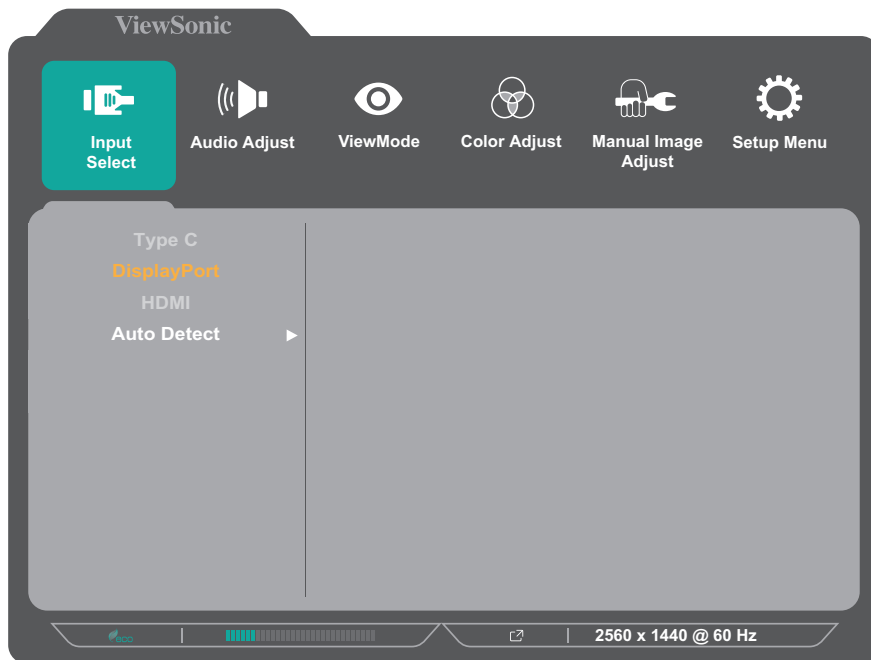 ViewSonic
Input
Select
Audio Adjust
ViewMode
Color Adjust
Manual Image
Adjust
Setup Menu
Type C
DisplayPort
HDMI
Auto Detect
eco
2560 x 1440 @ 60 Hz